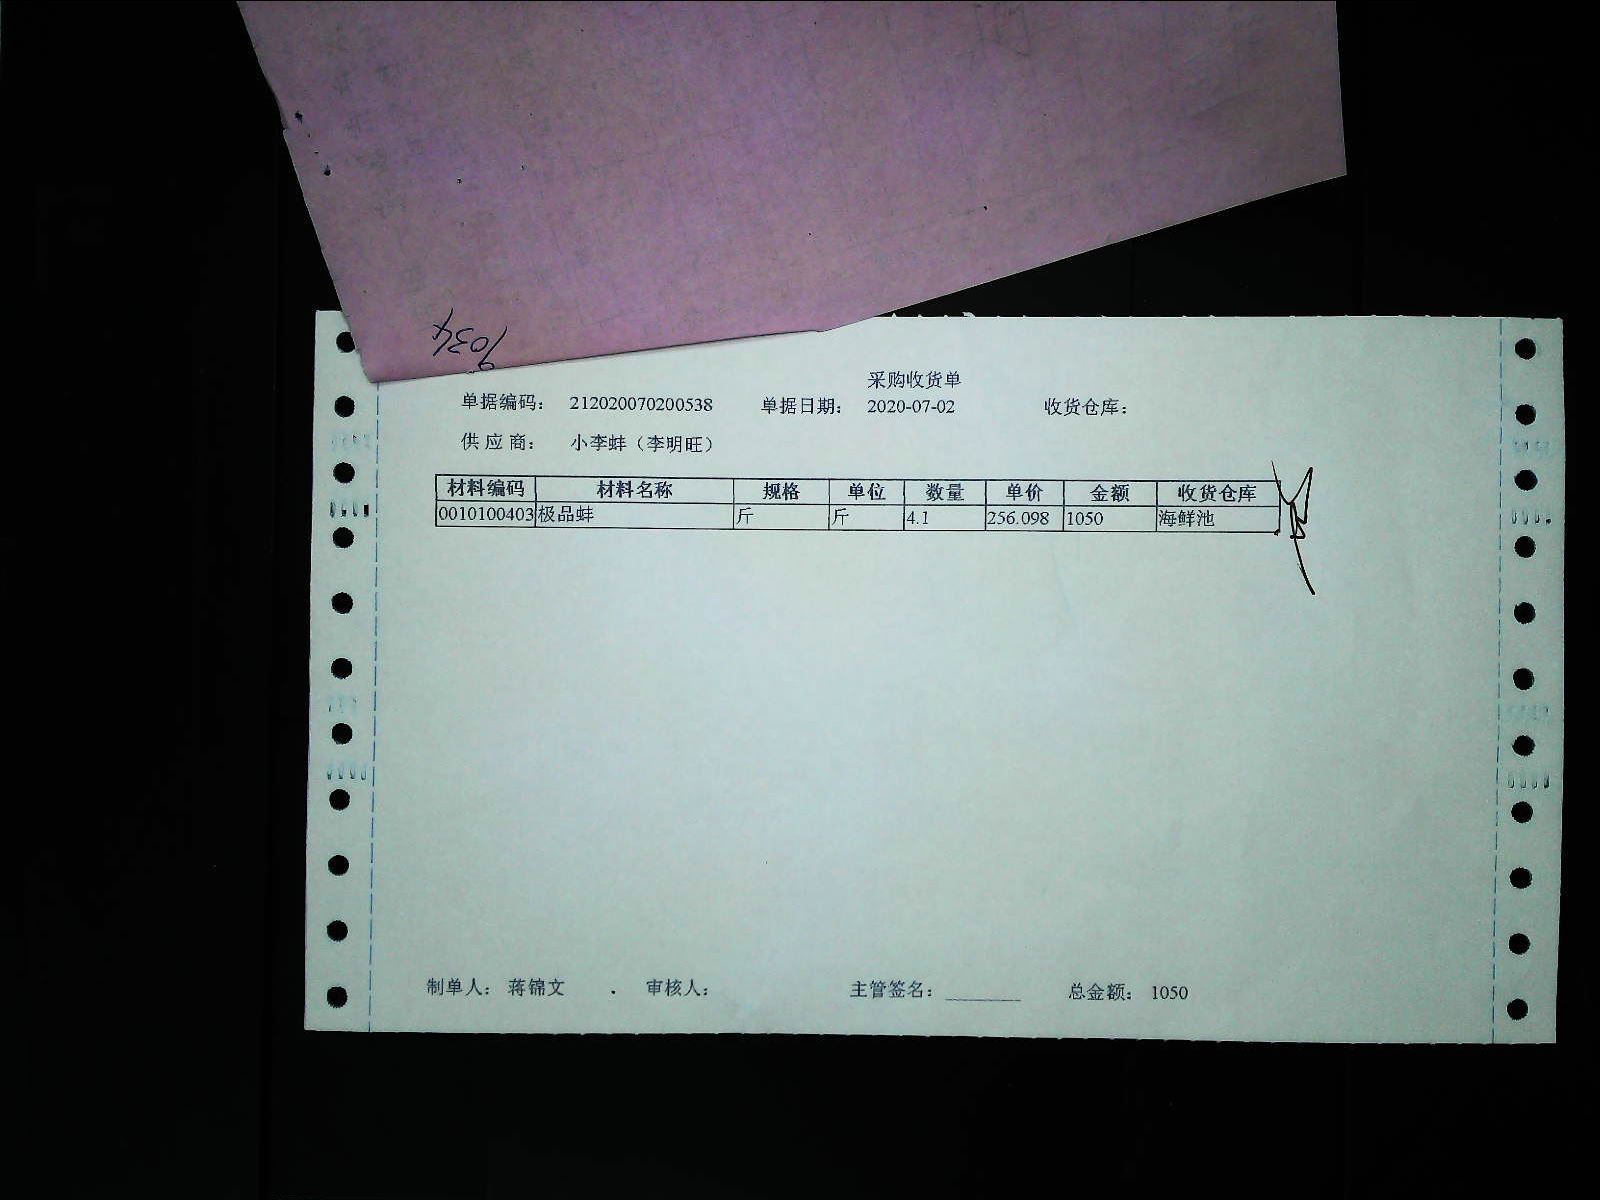 采购收货单
单据编码： 212020070200538 单据日期： 2020-07-02 收货仓库：
供 应 商： 小李蚌（李明旺）
材料编码 材料名称 规格 单位 数量 单价 金额 收货仓库
0010100403 极品蚌 斤 斤 4.1 256.098 1050 海鲜池
制单人： 蒋锦文 . 审核人： 主管签名： ________ 总金额： 1050